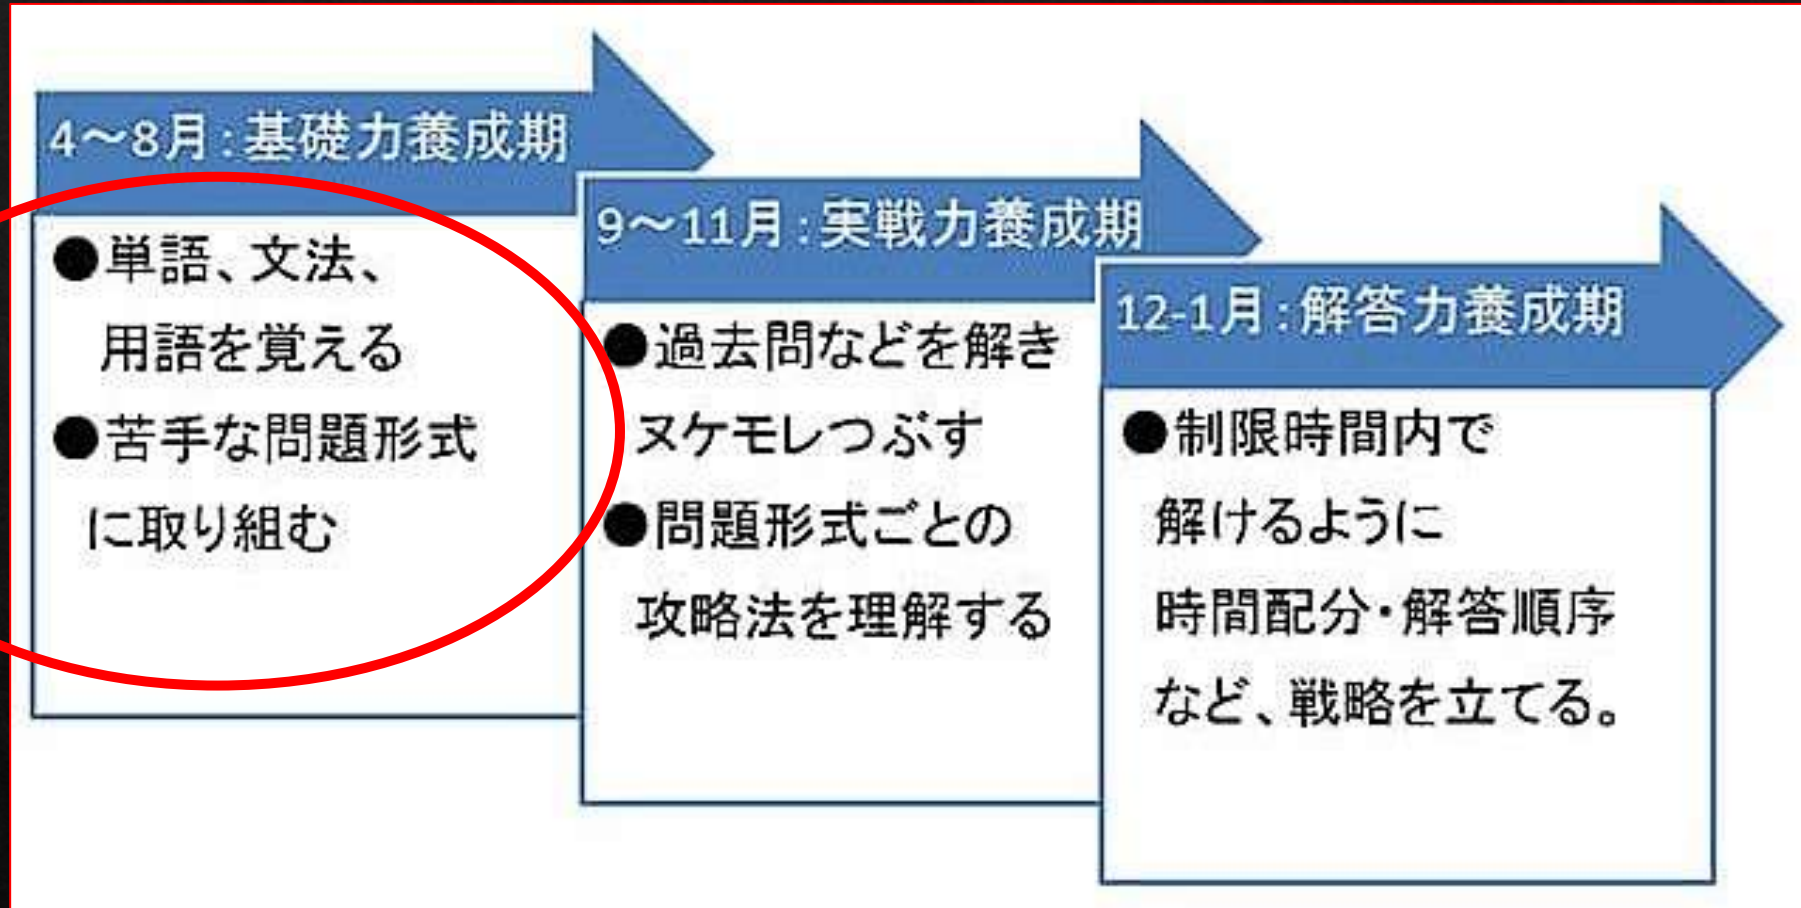 4～8月:基礎力養成期
●単語、文法、
用語を覚える
●苦手な問題形式
に取り組む
9～11月:実戦力養成期
●過去問などを解き
ヌケモレつぶす
●問題形式ごとの
攻略法を理解する
12-1月:解答力養成期
●制限時間内で
解けるように
時間配分・解答順序
など、戦略を立てる。